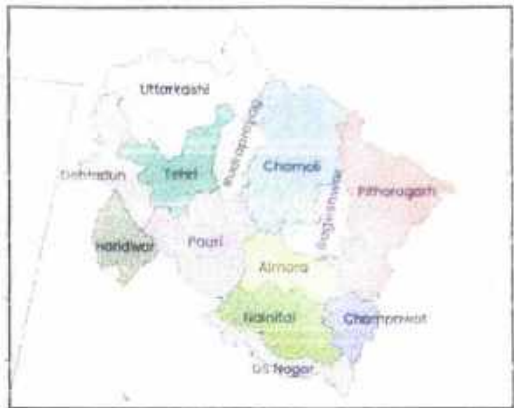 Uttarkashi
Rudraprayag
Chamoli
Dehradun
Tehri
Bageshwar
Pithoragarh
Haridwar
Pauri
Almora
Nainital
Champawat
US Nagar